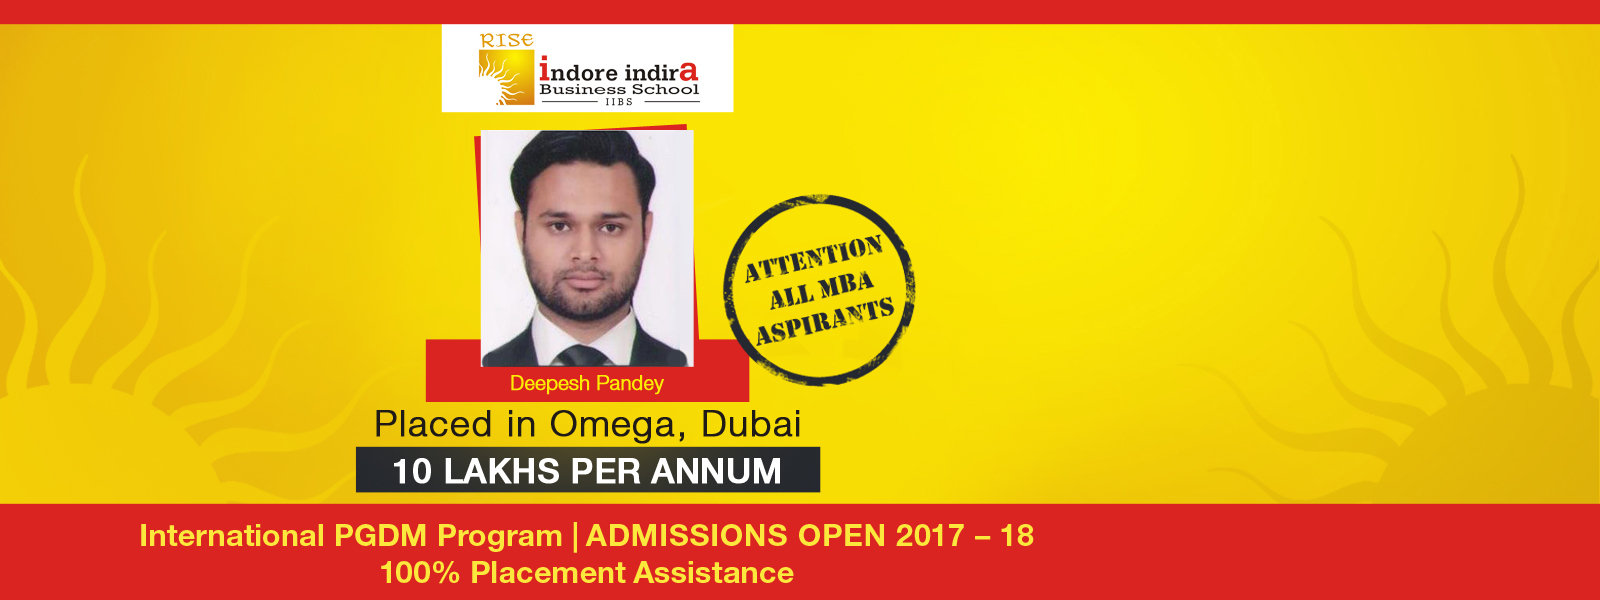 RISE
indore indira
Business School
IIBS
ATTENTION
ALL MBA
ASPIRANTS
Deepesh Pandey
Placed in Omega, Dubai
10 LAKHS PER ANNUM
International PGDM Program | ADMISSIONS OPEN 2017 – 18
100% Placement Assistance